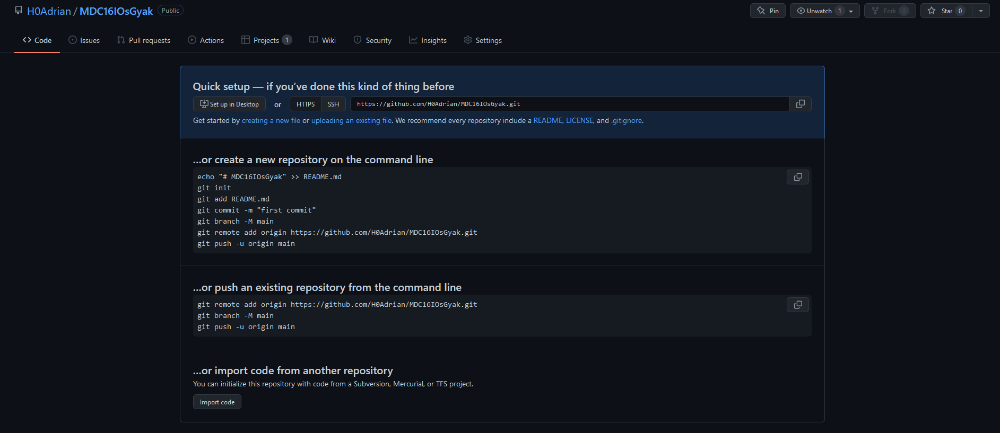 H0Adrian / MDC16IOsGyak Public
Pin Unwatch 1 Fork 0 Star 0
Code Issues Pull requests Actions Projects 1 Wiki Security Insights Settings
Quick setup — if you’ve done this kind of thing before
Set up in Desktop or HTTPS SSH https://github.com/H0Adrian/MDC16IOsGyak.git
Get started by creating a new file or uploading an existing file. We recommend every repository include a README, LICENSE, and .gitignore.
…or create a new repository on the command line
echo "# MDC16IOsGyak" >> README.md
git init
git add README.md
git commit -m "first commit"
git branch -M main
git remote add origin https://github.com/H0Adrian/MDC16IOsGyak.git
git push -u origin main
…or push an existing repository from the command line
git remote add origin https://github.com/H0Adrian/MDC16IOsGyak.git
git branch -M main
git push -u origin main
…or import code from another repository
You can initialize this repository with code from a Subversion, Mercurial, or TFS project.
Import code